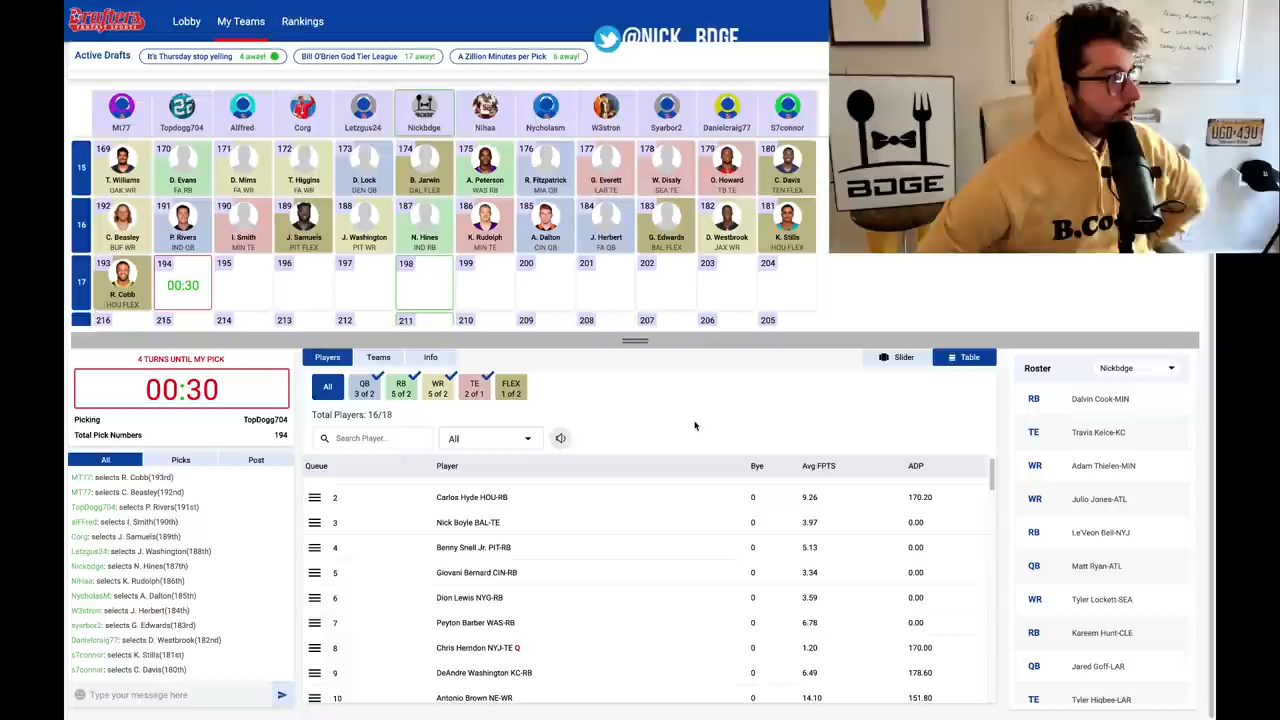 Drafters
FANTASY SPORTS
Lobby
My Teams
Rankings
@NICK_BDGE
Active Drafts
It's Thursday stop yelling 4 away!
Bill O'Brien God Tier League 17 away!
A Zillion Minutes per Pick 6 away!
Mt77
Topdogg704
Allfred
Corg
Letzgus24
Nickbdge
Nihaa
Nycholasm
W3stron
Syarbor2
Danielcraig77
S7connor
15
169 T. Williams OAK WR
170 D. Evans FA RB
171 D. Mims FA WR
172 T. Higgins FA WR
173 D. Lock DEN QB
174 B. Jarwin DAL FLEX
175 A. Peterson WAS RB
176 R. Fitzpatrick MIA QB
177 G. Everett LAR TE
178 W. Dissly SEA TE
179 O. Howard TB TE
180 C. Davis TEN FLEX
16
192 C. Beasley BUF WR
191 P. Rivers IND QB
190 I. Smith MIN TE
189 J. Samuels PIT FLEX
188 J. Washington PIT WR
187 N. Hines IND RB
186 K. Rudolph MIN TE
185 A. Dalton CIN QB
184 J. Herbert FA QB
183 G. Edwards BAL FLEX
182 D. Westbrook JAX WR
181 K. Stills HOU FLEX
17
193 R. Cobb HOU FLEX
194 00:30
195
196
197
198
199
200
201
202
203
204
216
215
214
213
212
211
210
209
208
207
206
205
4 TURNS UNTIL MY PICK
00:30
Picking TopDogg704
Total Pick Numbers 194
All
Picks
Post
MT77: selects R. Cobb(193rd)
MT77: selects C. Beasley(192nd)
TopDogg704: selects P. Rivers(191st)
alFFred: selects I. Smith(190th)
Corg: selects J. Samuels(189th)
Letzgus24: selects J. Washington(188th)
Nickbdge: selects N. Hines(187th)
NiHaa: selects K. Rudolph(186th)
NycholasM: selects A. Dalton(185th)
W3stron: selects J. Herbert(184th)
syarbor2: selects G. Edwards(183rd)
Danielcraig77: selects D. Westbrook(182nd)
s7connor: selects K. Stills(181st)
s7connor: selects C. Davis(180th)
Type your message here
Players
Teams
Info
Slider
Table
All
QB 3 of 2
RB 5 of 2
WR 5 of 2
TE 2 of 1
FLEX 1 of 2
Total Players: 16/18
Search Player...
All
Queue Player Bye Avg FPTS ADP
2 Carlos Hyde HOU-RB 0 9.26 170.20
3 Nick Boyle BAL-TE 0 3.97 0.00
4 Benny Snell Jr. PIT-RB 0 5.13 0.00
5 Giovani Bernard CIN-RB 0 3.34 0.00
6 Dion Lewis NYG-RB 0 3.59 0.00
7 Peyton Barber WAS-RB 0 6.78 0.00
8 Chris Herndon NYJ-TE Q 0 1.20 170.00
9 DeAndre Washington KC-RB 0 6.49 178.60
10 Antonio Brown NE-WR 0 14.10 151.80
Roster Nickbdge
RB Dalvin Cook-MIN
TE Travis Kelce-KC
WR Adam Thielen-MIN
WR Julio Jones-ATL
RB Le'Veon Bell-NYJ
QB Matt Ryan-ATL
WR Tyler Lockett-SEA
RB Kareem Hunt-CLE
QB Jared Goff-LAR
TE Tyler Higbee-LAR
BDGE
B.Co
UGD43U